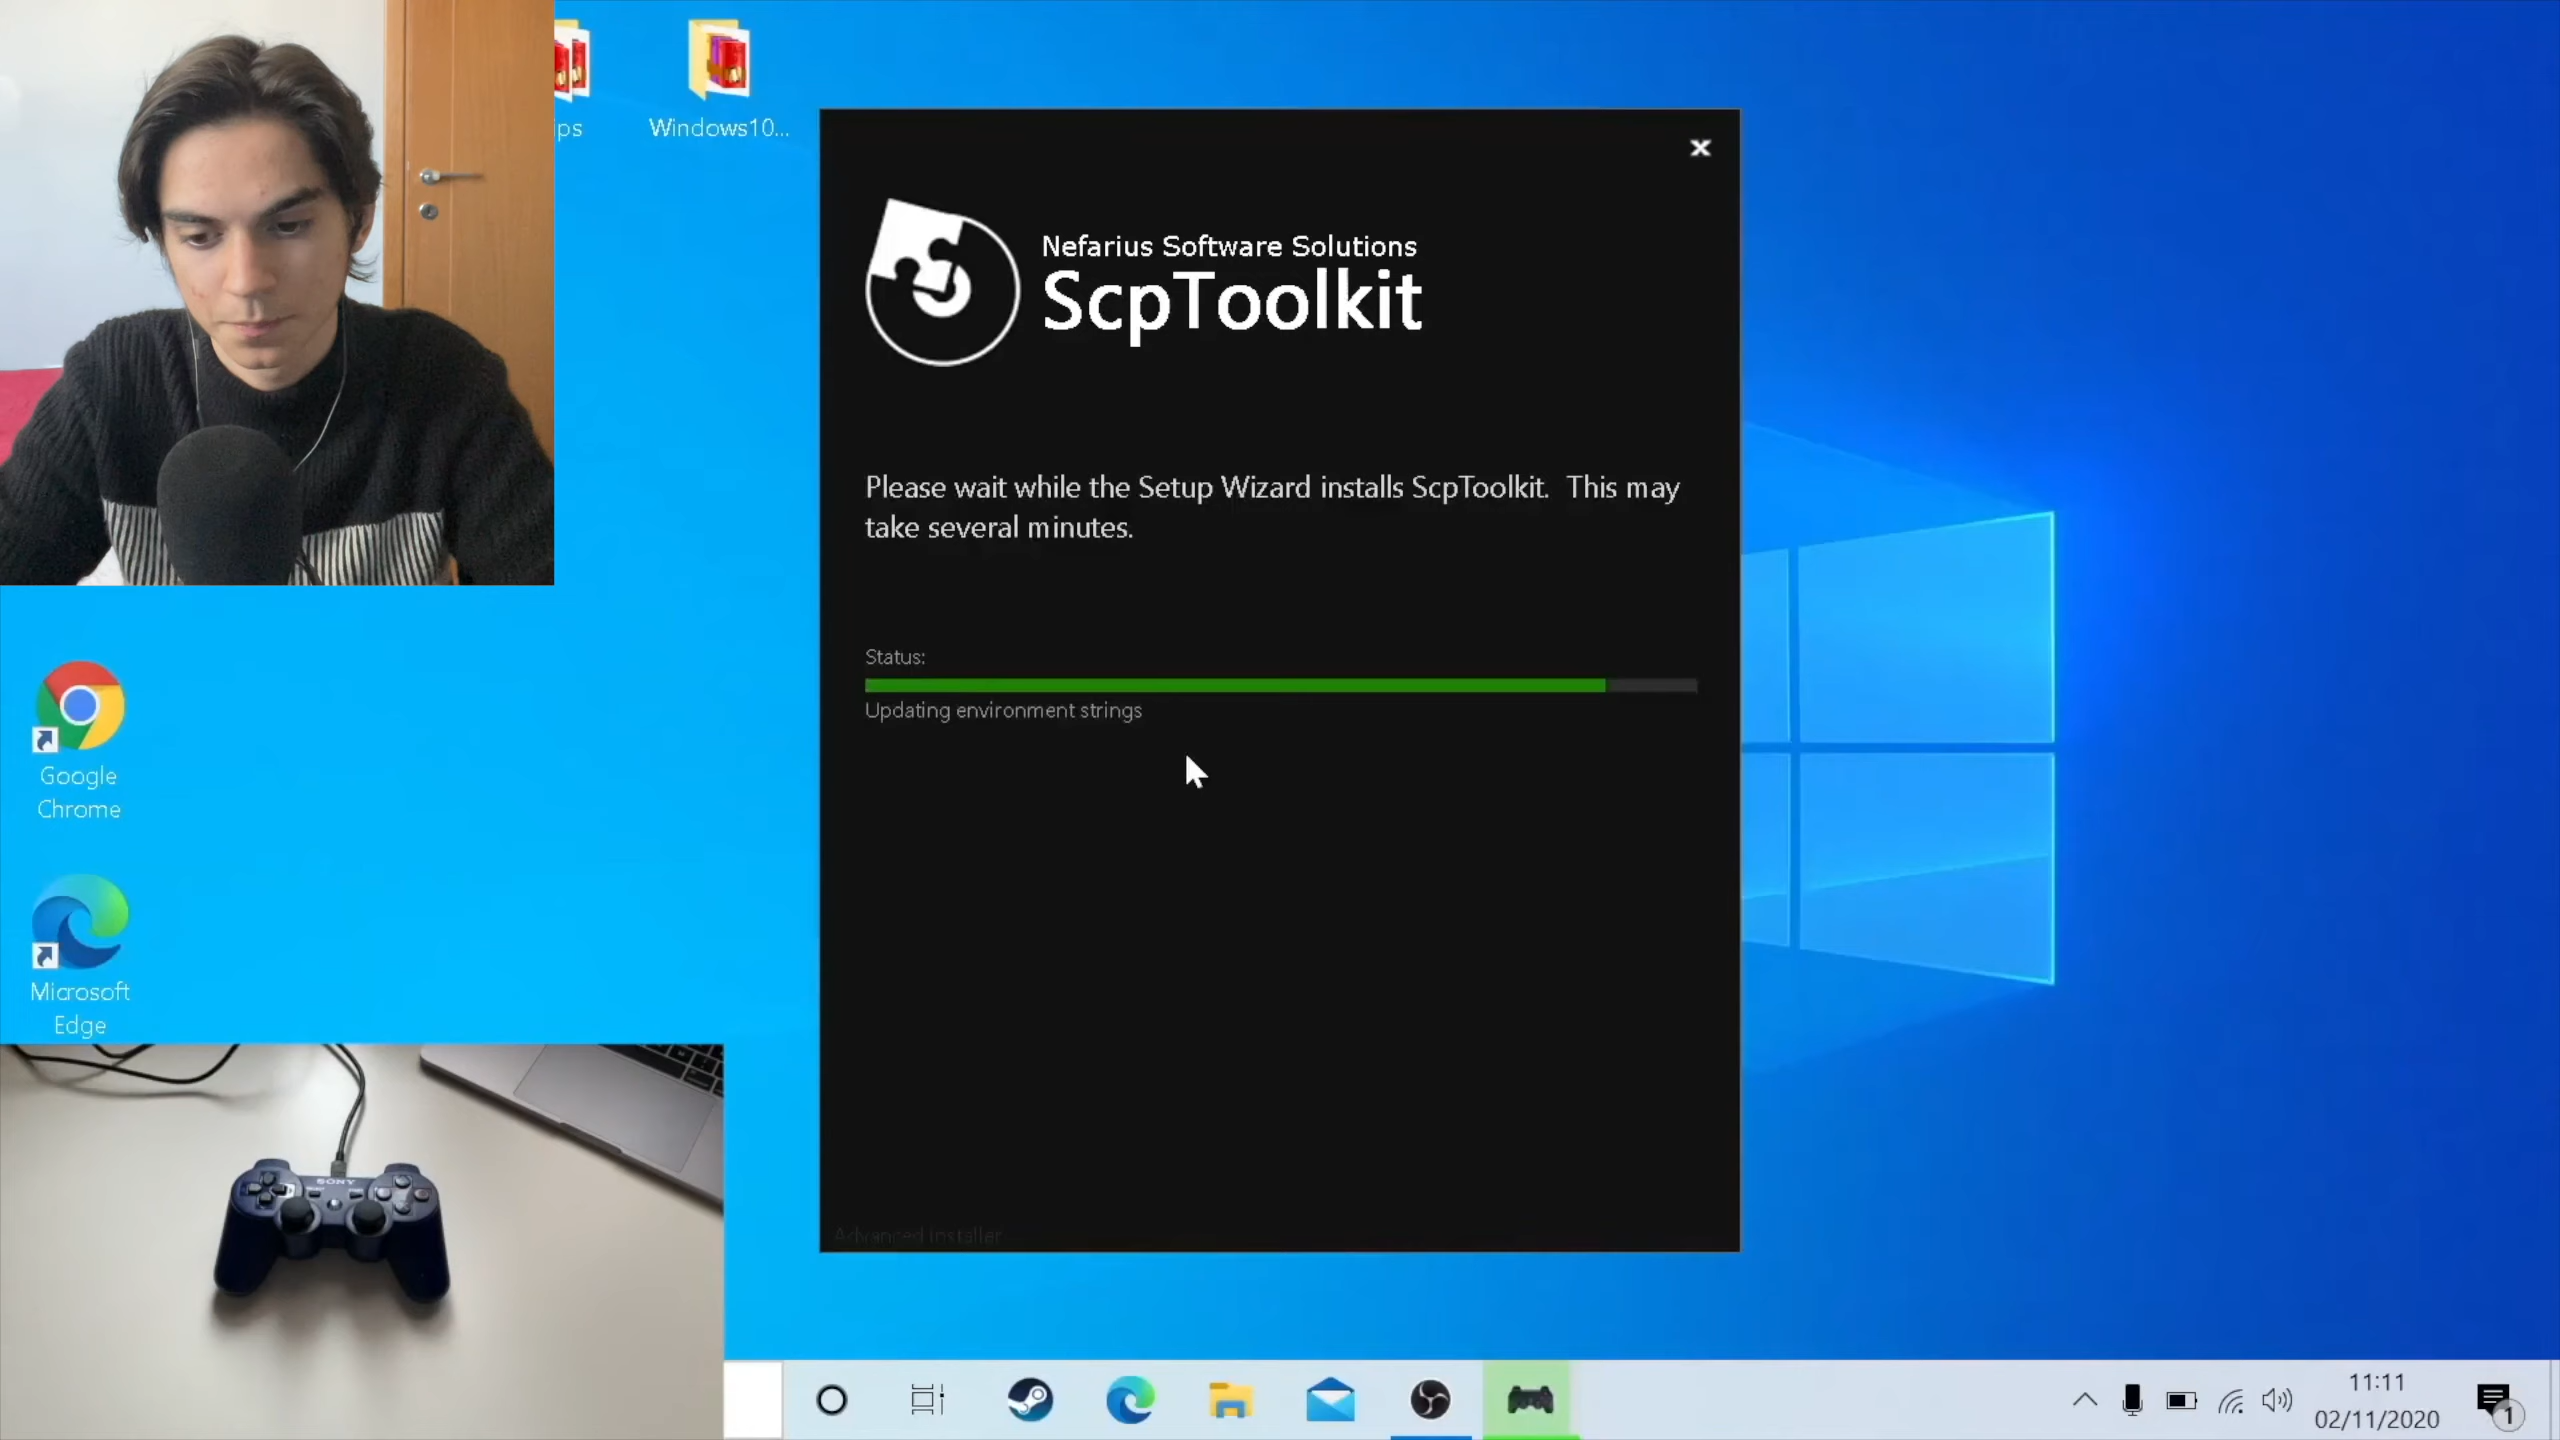 ips
Windows10...
Nefarius Software Solutions
ScpToolkit
Please wait while the Setup Wizard installs ScpToolkit.  This may
take several minutes.
Status:
Updating environment strings
Google
Chrome
Microsoft
Edge
SONY
Advanced Installer
11:11
02/11/2020
1